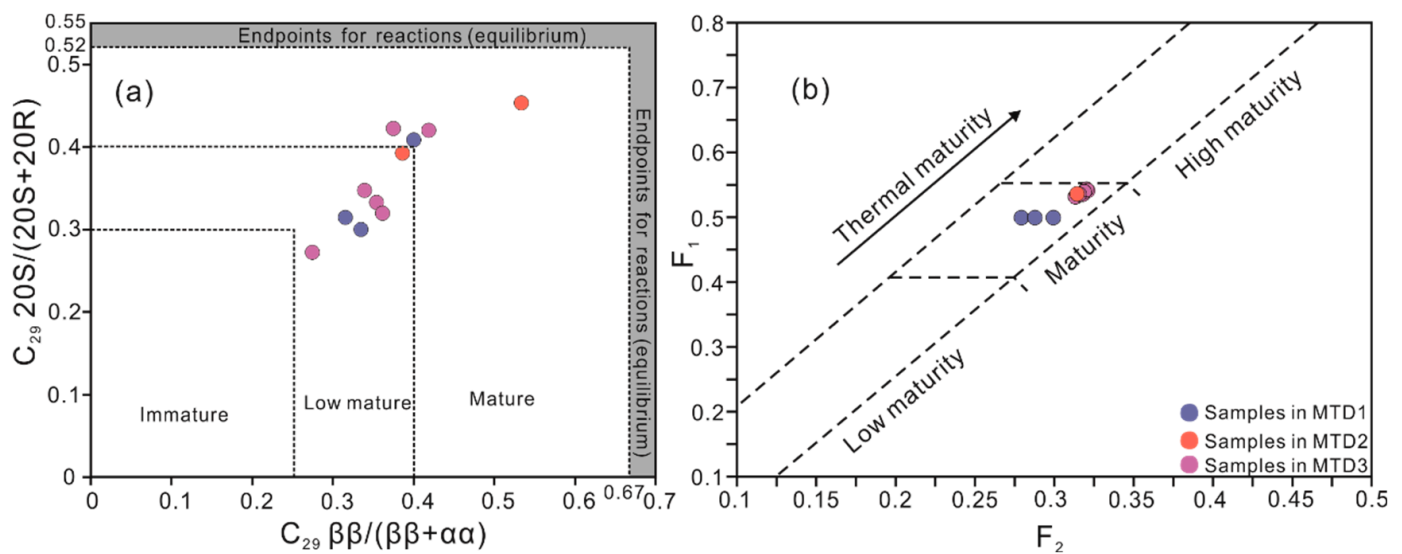 0.55
0.52
0.5
0.4
0.3
0.2
0.1
0
C₂₉ 20S/(20S+20R)
Endpoints for reactions (equilibrium)
(a)
Endpoints for reactions (equilibrium)
Immature
Low mature
Mature
0 0.1 0.2 0.3 0.4 0.5 0.6 0.67 0.7
C₂₉ ββ/(ββ+αα)
0.8
0.7
0.6
0.5
0.4
0.3
0.2
0.1
F₁
(b)
Thermal maturity
High maturity
Maturity
Low maturity
Samples in MTD1
Samples in MTD2
Samples in MTD3
0.1 0.15 0.2 0.25 0.3 0.35 0.4 0.45 0.5
F₂